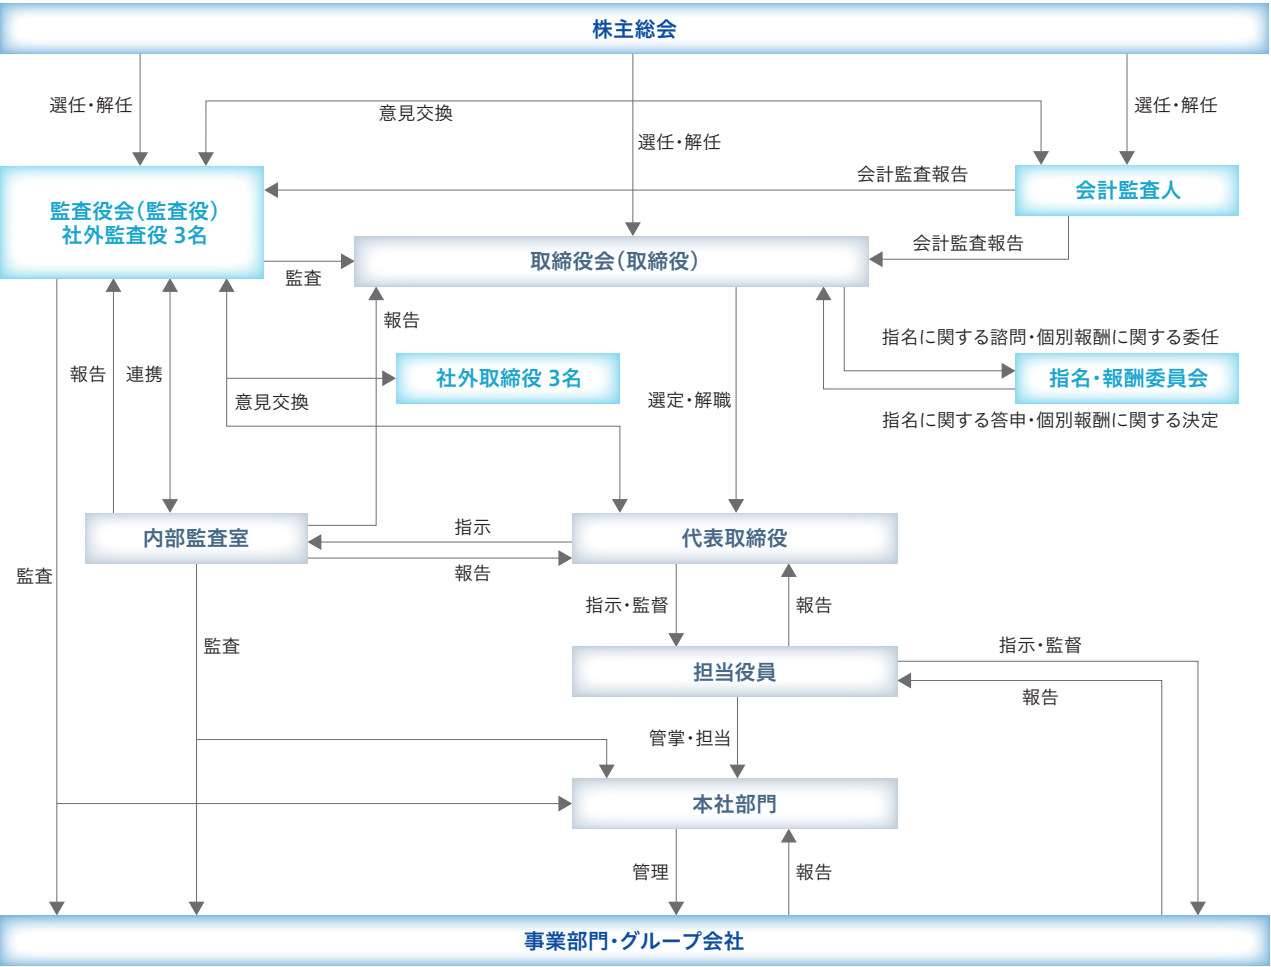 株主総会
選任・解任
意見交換
選任・解任
選任・解任
会計監査報告
会計監査人
監査役会（監査役）
社外監査役 3名
会計監査報告
取締役会（取締役）
監査
報告
指名に関する諮問・個別報酬に関する委任
報告
連携
社外取締役 3名
指名・報酬委員会
意見交換
選定・解職
指名に関する答申・個別報酬に関する決定
内部監査室
指示
代表取締役
報告
監査
指示・監督
報告
監査
指示・監督
担当役員
報告
管掌・担当
本社部門
管理
報告
事業部門・グループ会社